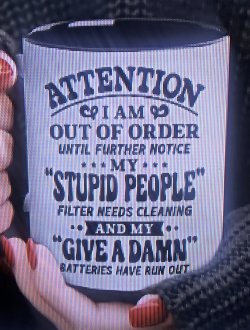 ATTENTION
I AM
OUT OF ORDER
UNTIL FURTHER NOTICE
MY
"STUPID PEOPLE"
FILTER NEEDS CLEANING
AND MY
"GIVE A DAMN"
BATTERIES HAVE RUN OUT